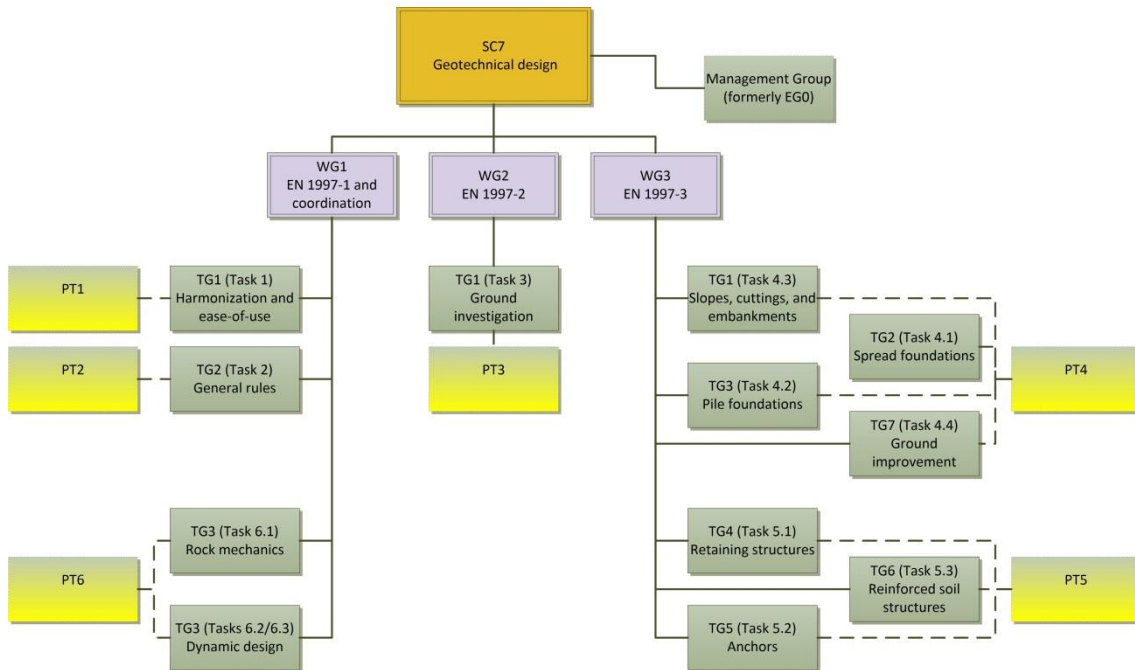 SC7
Geotechnical design
Management Group
(formerly EG0)
WG1
EN 1997-1 and
coordination
WG2
EN 1997-2
WG3
EN 1997-3
PT1
TG1 (Task 1)
Harmonization and
ease-of-use
TG1 (Task 3)
Ground
investigation
TG1 (Task 4.3)
Slopes, cuttings, and
embankments
TG2 (Task 4.1)
Spread foundations
PT2
TG2 (Task 2)
General rules
PT3
TG3 (Task 4.2)
Pile foundations
PT4
TG7 (Task 4.4)
Ground
improvement
TG3 (Task 6.1)
Rock mechanics
TG4 (Task 5.1)
Retaining structures
PT6
TG6 (Task 5.3)
Reinforced soil
structures
PT5
TG3 (Tasks 6.2/6.3)
Dynamic design
TG5 (Task 5.2)
Anchors